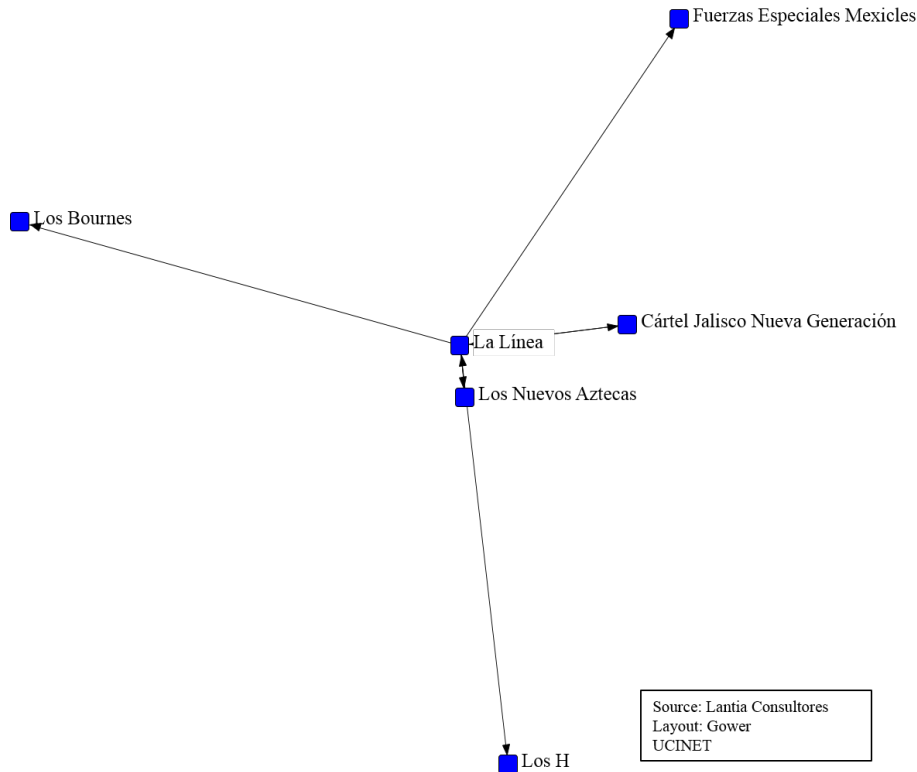 Fuerzas Especiales Mexicles
Los Bournes
Cártel Jalisco Nueva Generación
La Línea
Los Nuevos Aztecas
Los H
Source: Lantia Consultores
Layout: Gower
UCINET